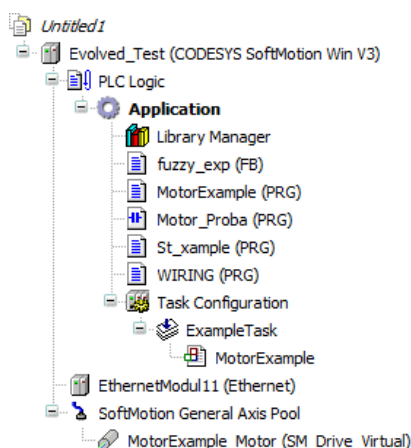 Untitled1
Evolved_Test (CODESYS SoftMotion Win V3)
PLC Logic
Application
Library Manager
fuzzy_exp (FB)
MotorExample (PRG)
Motor_Proba (PRG)
St_xample (PRG)
WIRING (PRG)
Task Configuration
ExampleTask
MotorExample
EthernetModul11 (Ethernet)
SoftMotion General Axis Pool
MotorExample_Motor (SM_Drive_Virtual)